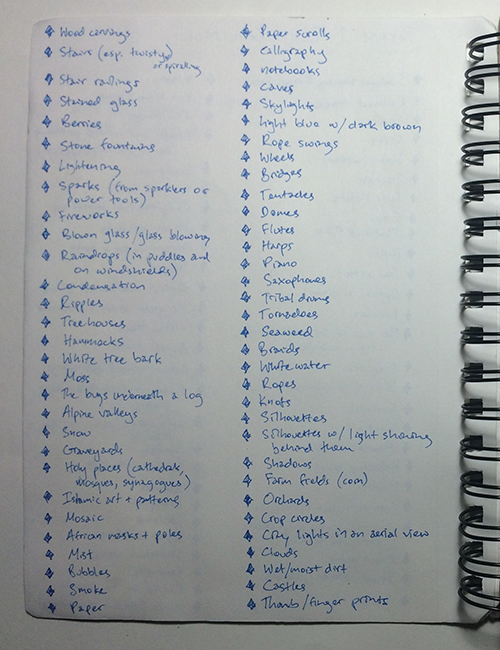 Wood carvings
Stairs (esp. twisty
or spiraling)
Stair railings
Stained glass
Berries
Stone fountains
Lightening
Sparks (from sparklers or
power tools)
Fireworks
Blown glass/glass blowing
Raindrops (in puddles and
on windshields)
Condensation
Ripples
Treehouses
Hammocks
White tree bark
Moss
The bugs underneath a log
Alpine valleys
Snow
Graveyards
Holy places (cathedrals,
mosques, synagogues)
Islamic art + patterning
Mosaic
African masks + poles
Mist
Bubbles
Smoke
Paper
Paper scrolls
Calligraphy
notebooks
Caves
Skylights
Light blue w/ dark brown
Rope swings
Wheels
Bridges
Tentacles
Domes
Flutes
Harps
Piano
Saxophones
Tribal drums
Tornadoes
Seaweed
Braids
Whitewater
Ropes
Knots
Silhouettes
Silhouettes w/ light showing
behind them
Shadows
Farm fields (corn)
Orchards
Crop circles
City lights in an aerial view
Clouds
Wet/moist dirt
Castles
Thumb/finger prints